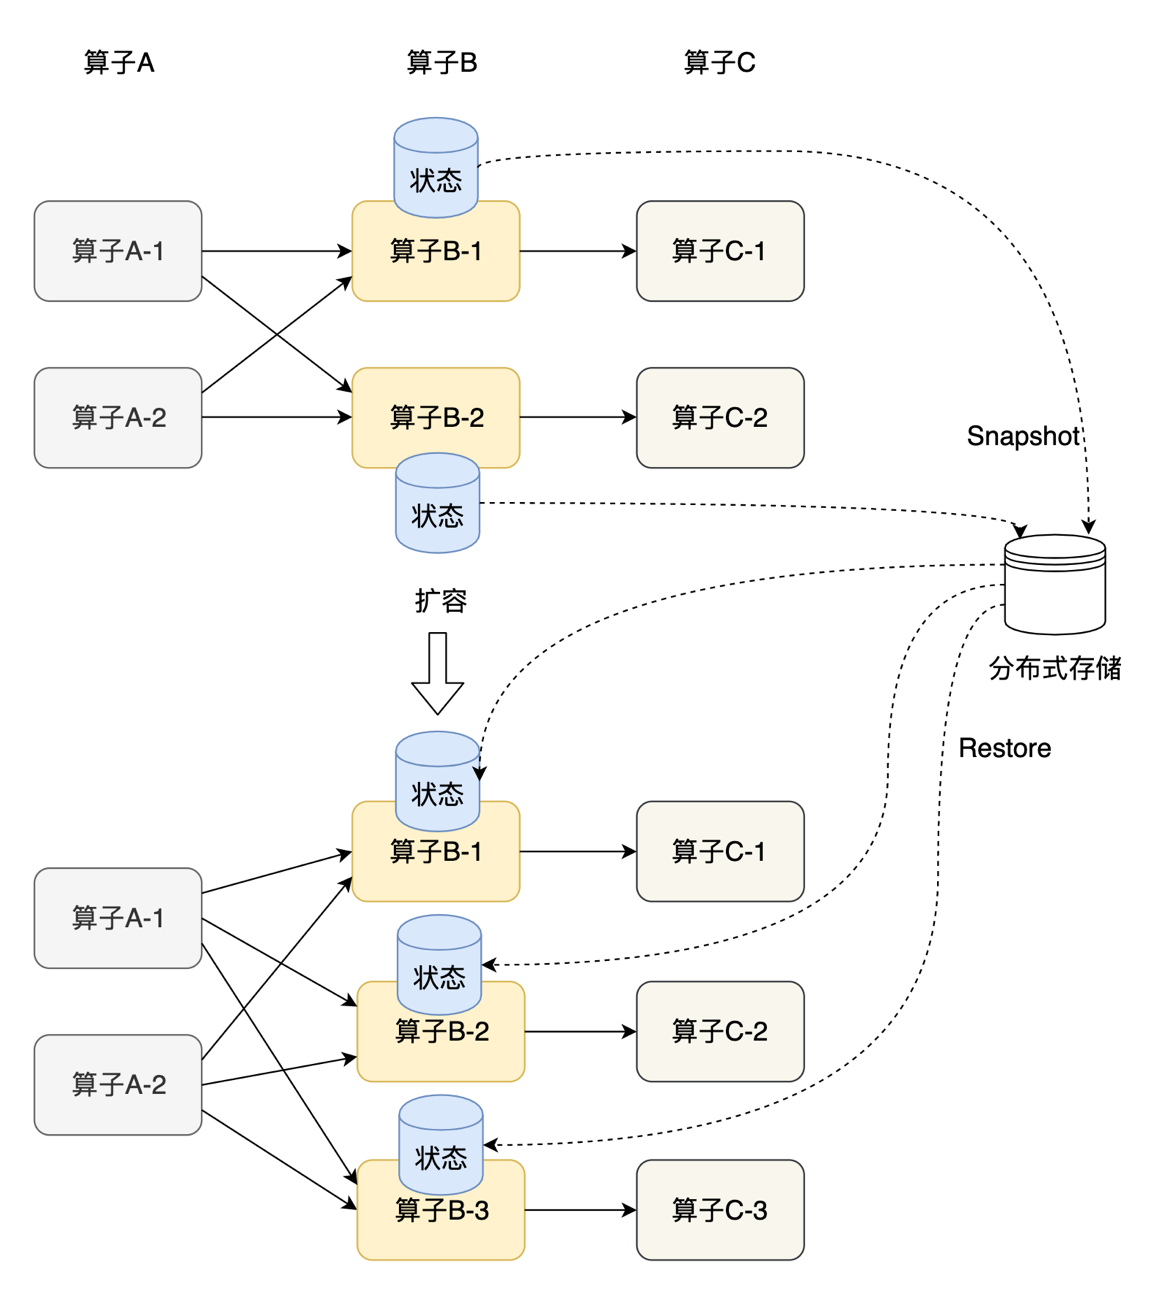 算子A
算子B
算子C
状态
算子A-1
算子B-1
算子C-1
算子A-2
算子B-2
算子C-2
Snapshot
状态
扩容
分布式存储
Restore
状态
算子B-1
算子C-1
算子A-1
状态
算子B-2
算子C-2
算子A-2
状态
算子B-3
算子C-3